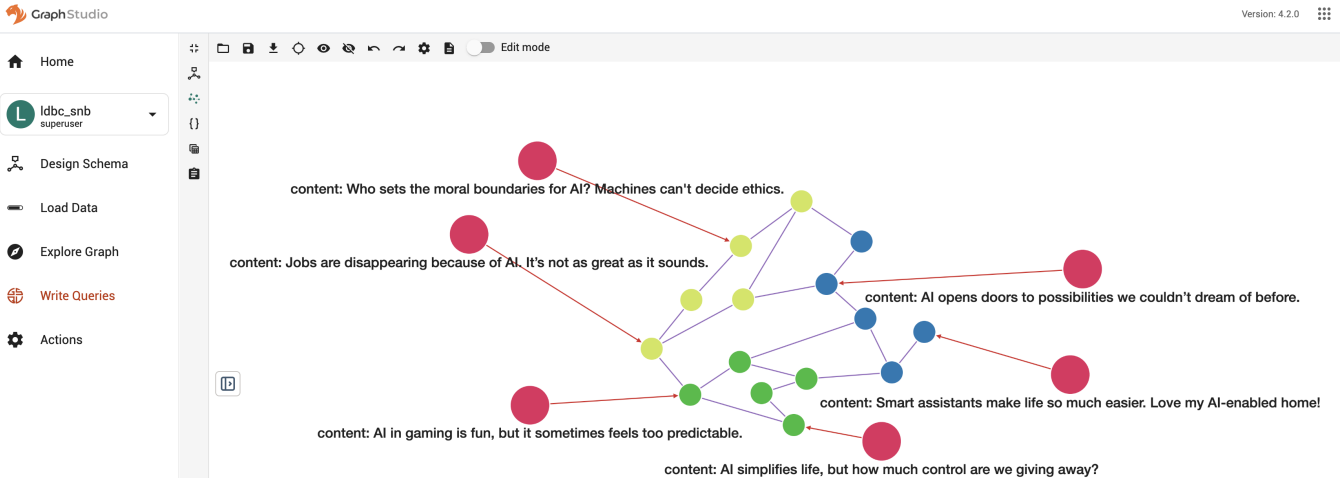 GraphStudio
Version: 4.2.0
Home
Edit mode
L
ldbc_snb
superuser
{ }
Design Schema
Load Data
Explore Graph
Write Queries
Actions
content: Who sets the moral boundaries for AI? Machines can't decide ethics.
content: Jobs are disappearing because of AI. It’s not as great as it sounds.
content: AI opens doors to possibilities we couldn’t dream of before.
content: Smart assistants make life so much easier. Love my AI-enabled home!
content: AI in gaming is fun, but it sometimes feels too predictable.
content: AI simplifies life, but how much control are we giving away?